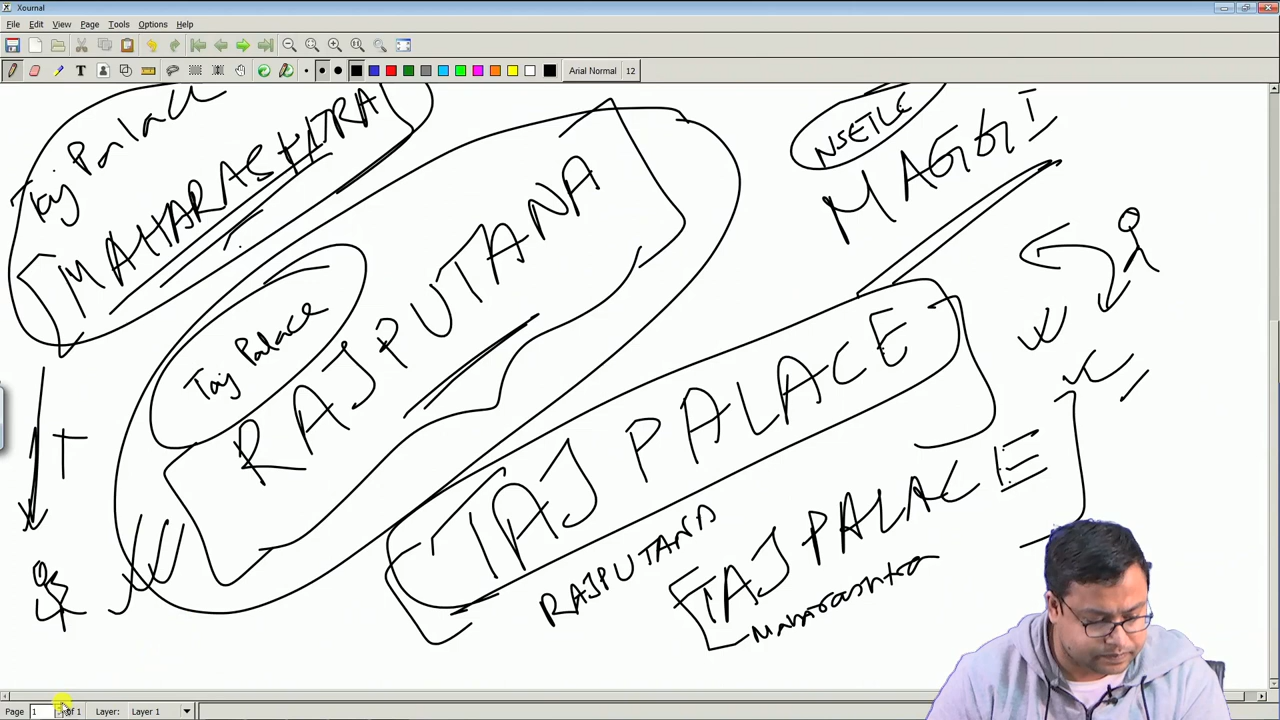 Xournal
File Edit View Page Tools Options Help
Arial Normal 12
Taj Palace
MAHARASHTRA
NSETLE
MAGGI
RAJPUTANA
Taj Palace
TAJ PALACE
RAJPUTANA
TAJ PALACE
Maharashtra
Page 1 of 1 Layer: Layer 1